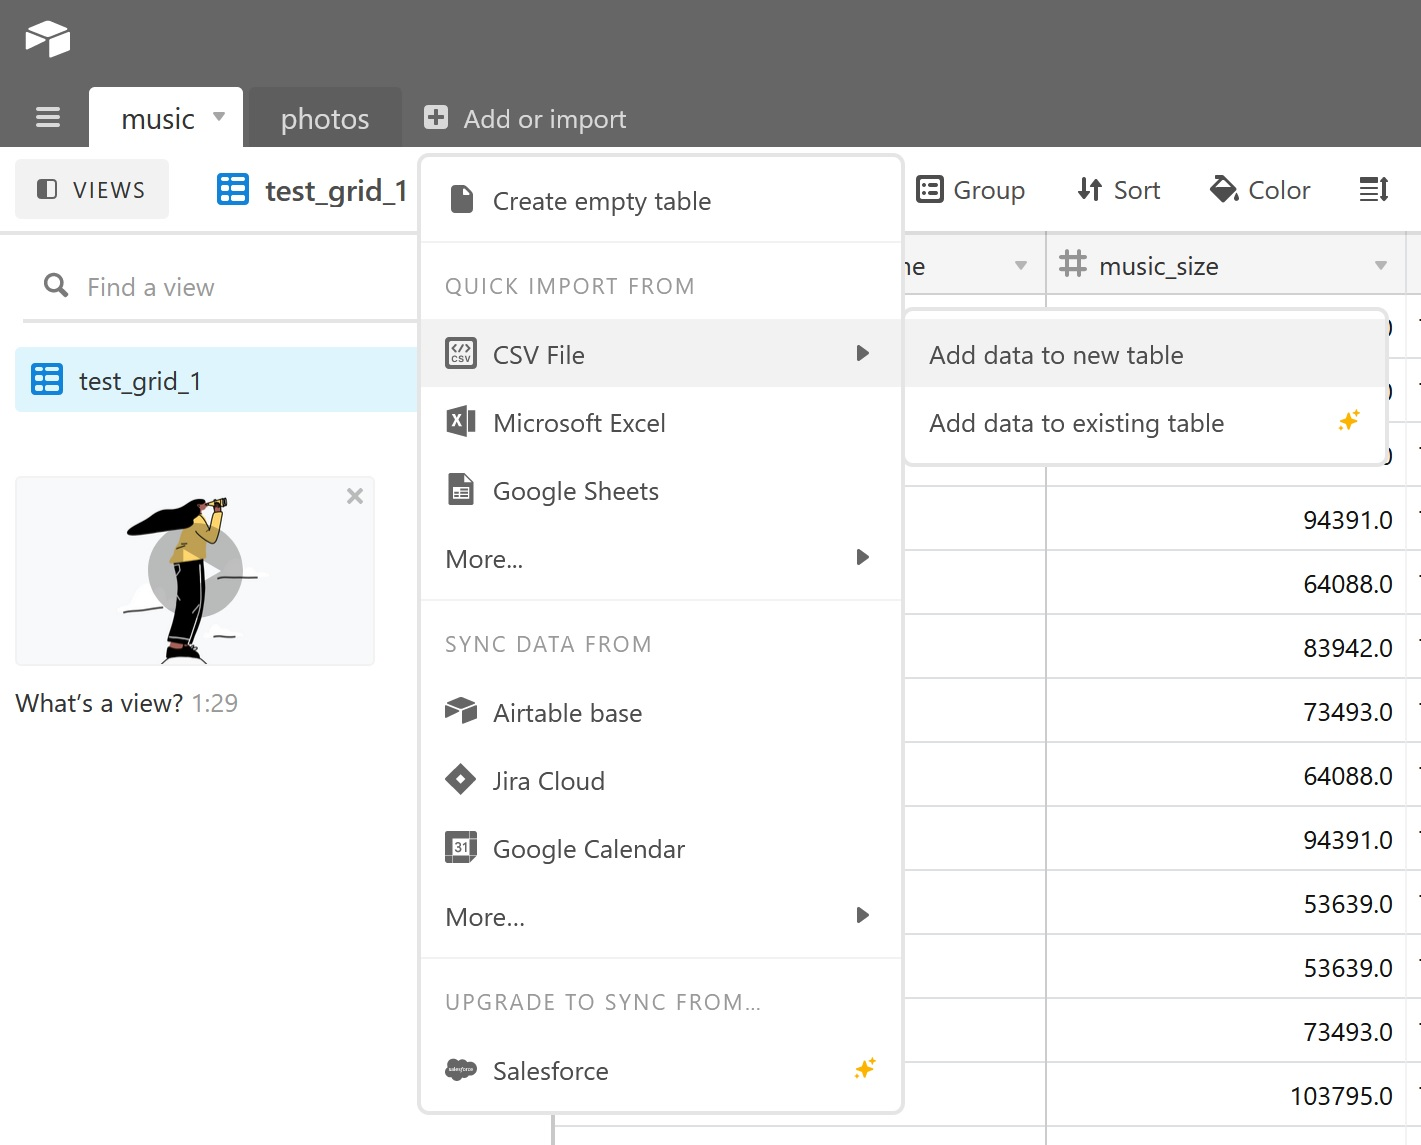 music
photos
Add or import
VIEWS
test_grid_1
Group
Sort
Color
Find a view
test_grid_1
What's a view? 1:29
Create empty table
QUICK IMPORT FROM
CSV File
Microsoft Excel
Google Sheets
More...
SYNC DATA FROM
Airtable base
31
Jira Cloud
Google Calendar
More...
UPGRADE TO SYNC FROM...
salesforce
Salesforce
Add data to new table
Add data to existing table
music_size
94391.0
64088.0
83942.0
73493.0
64088.0
94391.0
53639.0
53639.0
73493.0
103795.0